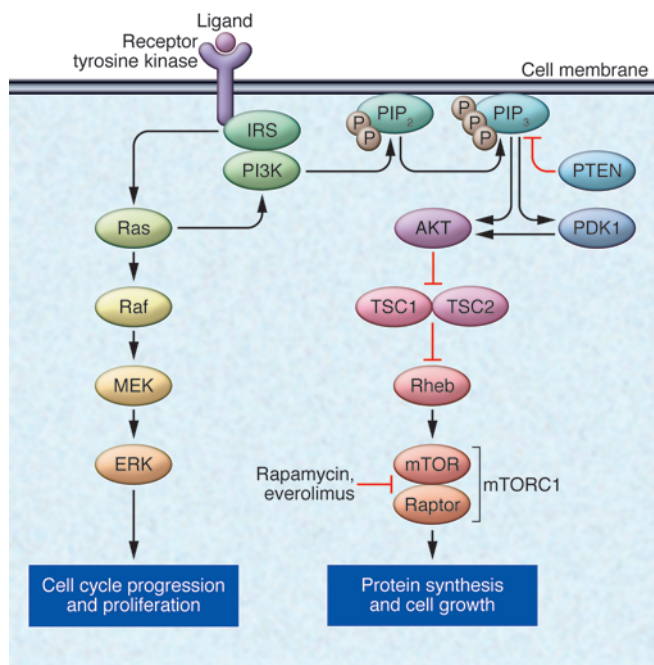 Ligand
Receptor
tyrosine kinase
Cell membrane
IRS
PI3K
P
P
PIP2
P
P
P
PIP3
PTEN
Ras
AKT
PDK1
Raf
TSC1
TSC2
MEK
Rheb
ERK
Rapamycin,
everolimus
mTOR
Raptor
mTORC1
Cell cycle progression
and proliferation
Protein synthesis
and cell growth